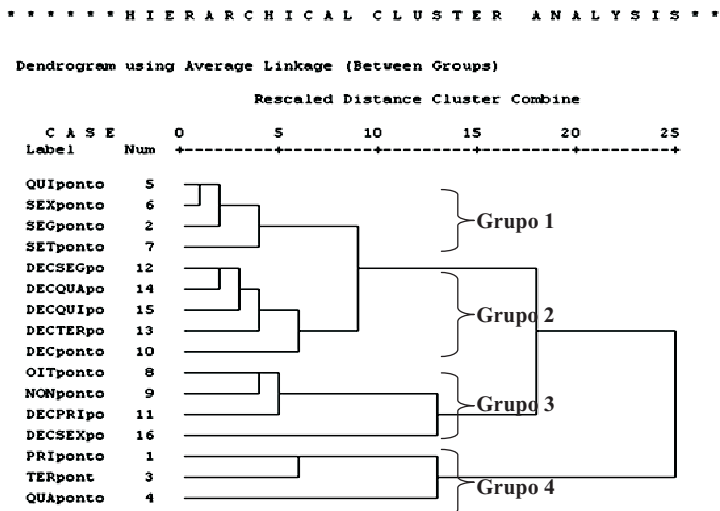 * * * * * * H I E R A R C H I C A L   C L U S T E R   A N A L Y S I S * *
Dendrogram using Average Linkage (Between Groups)
Rescaled Distance Cluster Combine
C A S E 0 5 10 15 20 25
Label Num +---------+---------+---------+---------+---------+
QUIponto 5
SEXponto 6
SEGponto 2
SETponto 7
DECSEGpo 12
DECQUApo 14
DECQUIpo 15
DECTERpo 13
DECponto 10
OITponto 8
NONponto 9
DECPRIpo 11
DECSEXpo 16
PRIponto 1
TERpont 3
QUAponto 4
Grupo 1
Grupo 2
Grupo 3
Grupo 4